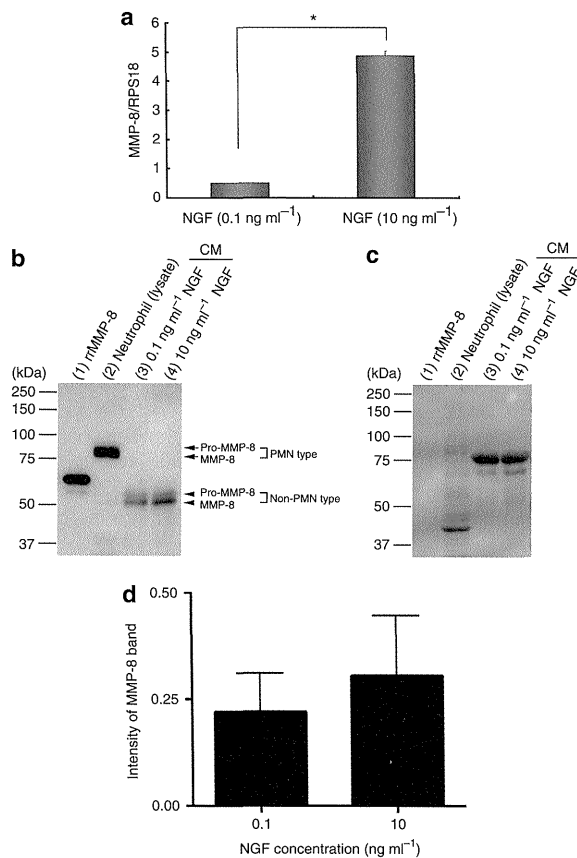 a
*
MMP-8/RPS18
6
5
4
3
2
1
0
NGF (0.1 ng ml⁻¹)
NGF (10 ng ml⁻¹)
b
CM
(1) rrMMP-8
(2) Neutrophil (lysate)
(3) 0.1 ng ml⁻¹ NGF
(4) 10 ng ml⁻¹ NGF
(kDa)
250
150
100
75
50
37
Pro-MMP-8
MMP-8
PMN type
Pro-MMP-8
MMP-8
Non-PMN type
c
CM
(1) rrMMP-8
(2) Neutrophil (lysate)
(3) 0.1 ng ml⁻¹ NGF
(4) 10 ng ml⁻¹ NGF
(kDa)
250
150
100
75
50
37
d
Intensity of MMP-8 band
0.50
0.25
0.00
0.1
10
NGF concentration (ng ml⁻¹)